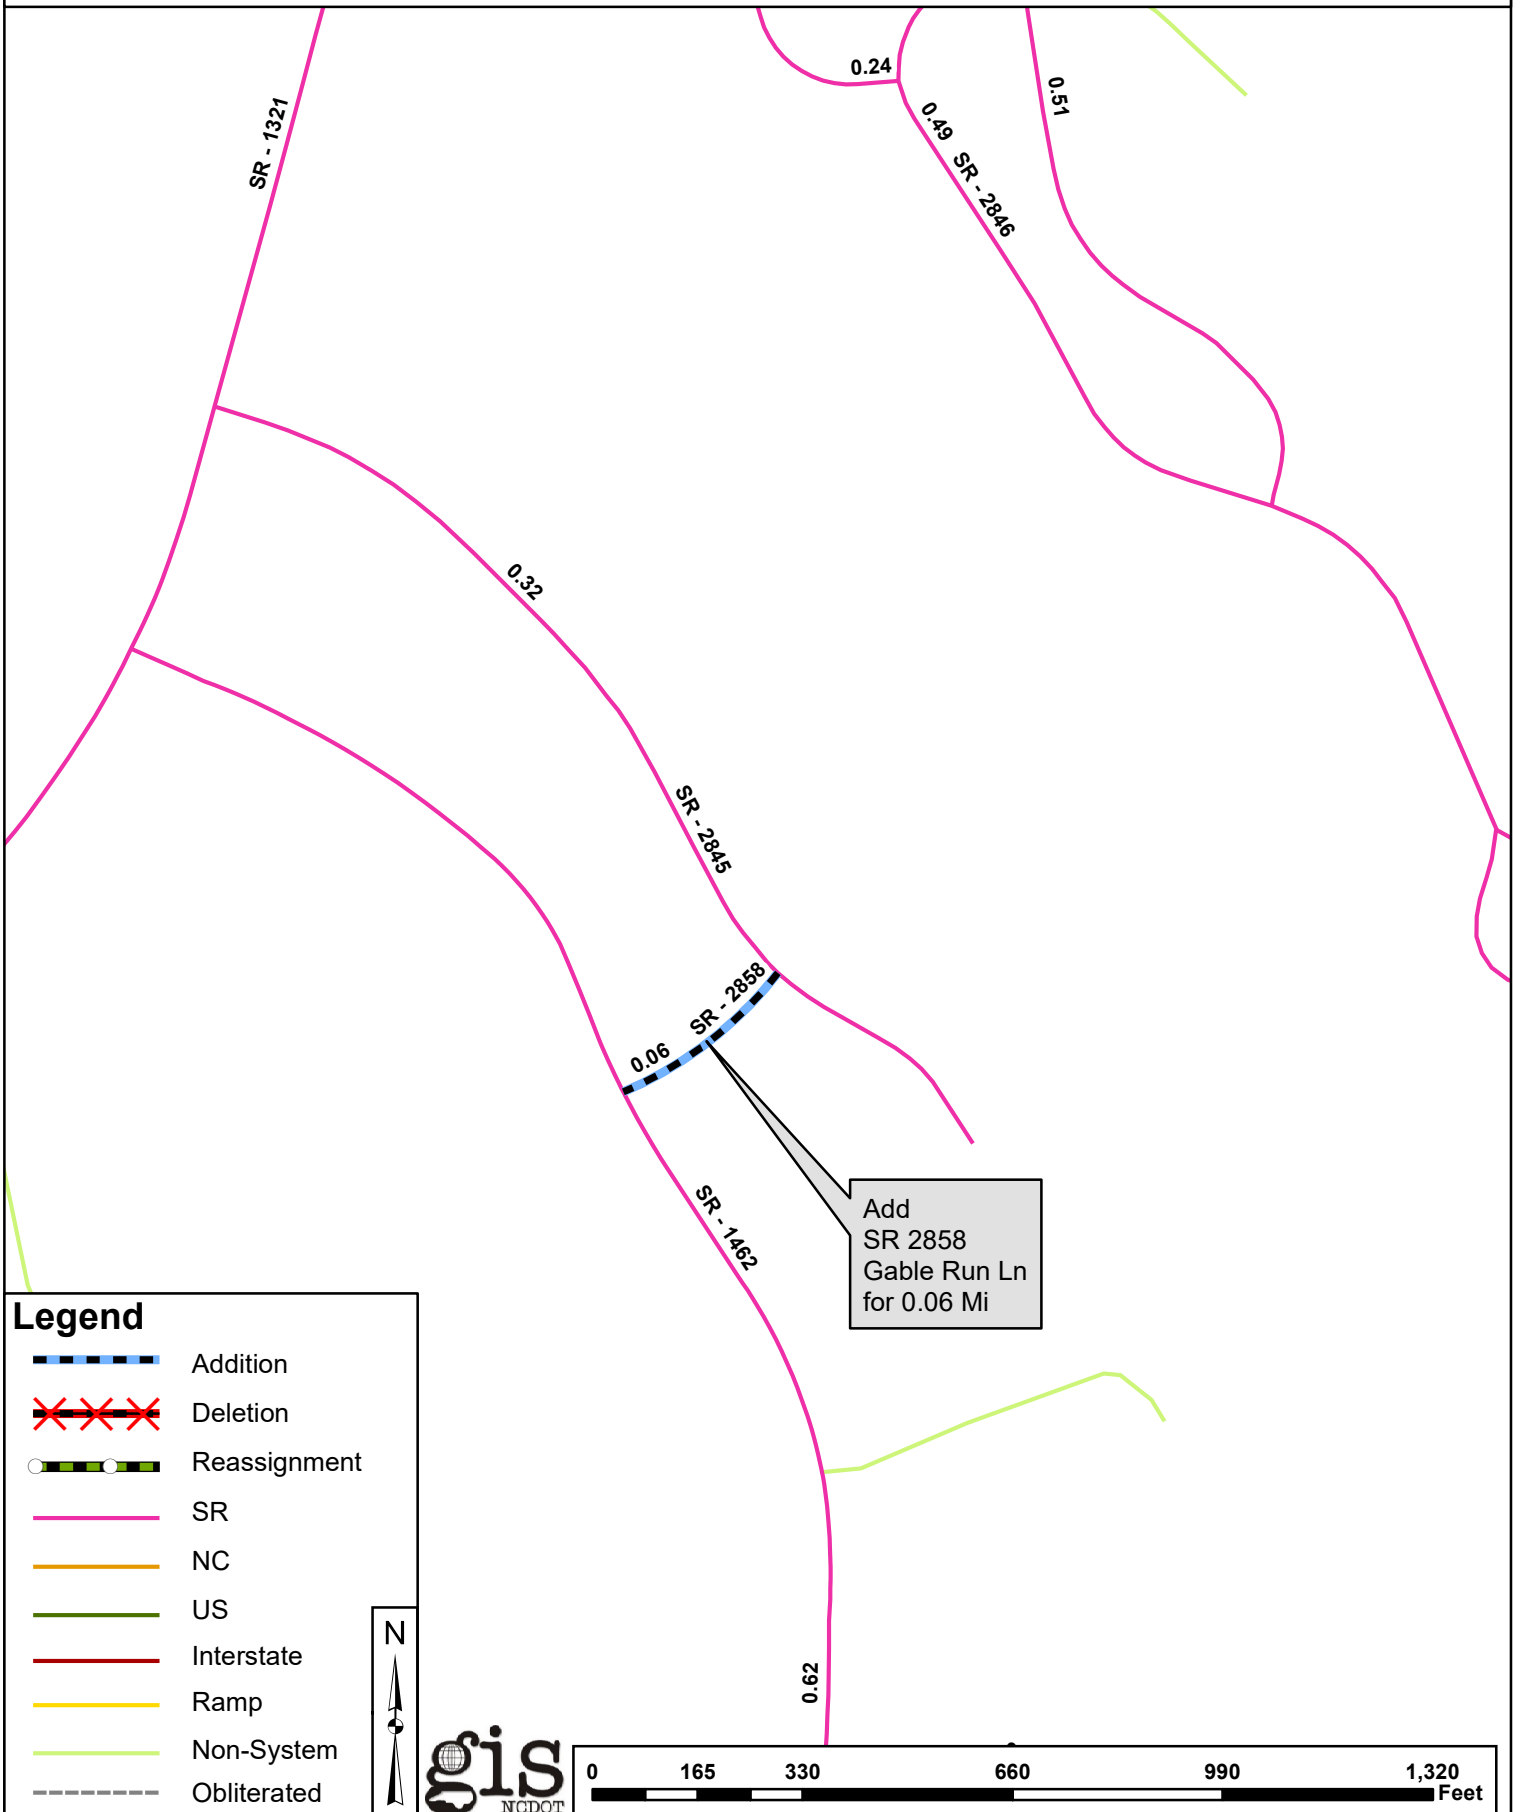 0.24
0.51
SR - 1321
0.49 SR - 2846
0.32
SR - 2845
0.06 SR - 2858
SR - 1462
Add
SR 2858
Gable Run Ln
for 0.06 Mi
0.62
Legend
Addition
Deletion
Reassignment
SR
NC
US
Interstate
Ramp
Non-System
Obliterated
N
gis
NCDOT
0 165 330 660 990 1,320
Feet